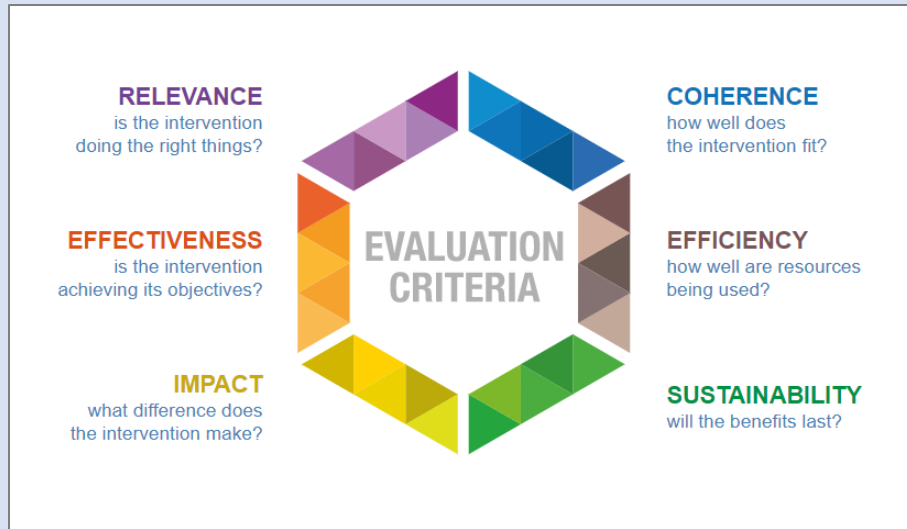 RELEVANCE
is the intervention
doing the right things?
COHERENCE
how well does
the intervention fit?
EFFECTIVENESS
is the intervention
achieving its objectives?
EVALUATION
CRITERIA
EFFICIENCY
how well are resources
being used?
IMPACT
what difference does
the intervention make?
SUSTAINABILITY
will the benefits last?